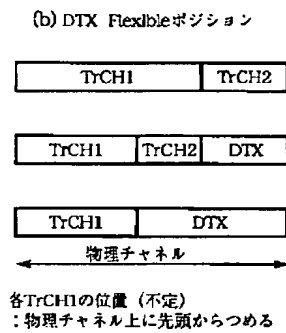 (b) DTX Flexibleポジション
TrCH1 TrCH2
TrCH1 TrCH2 DTX
TrCH1 DTX
物理チャネル
各TrCH1の位置 (不定)
:物理チャネル上に先頭からつめる